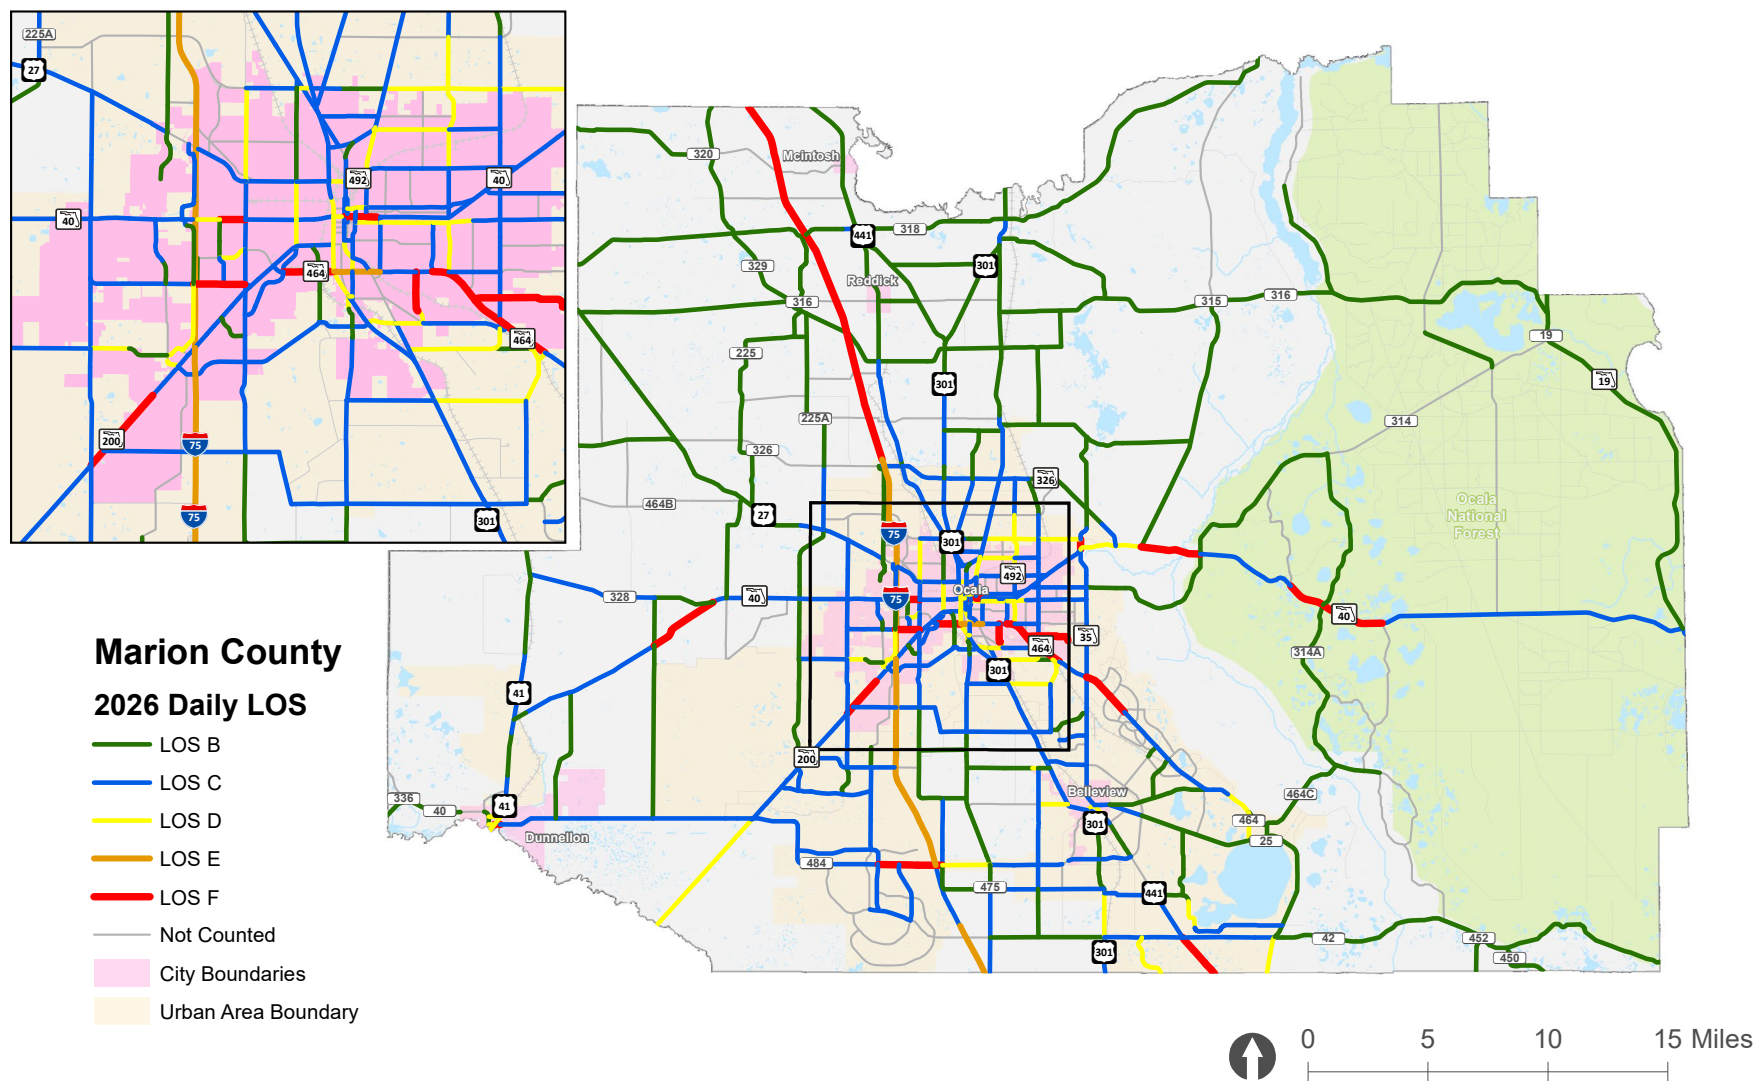 225A
27
492
40
40
464
464
200
75
75
301
320
McIntosh
441
318
329
Reddick
301
316
315
316
19
225
301
19
225A
314
326
326
464B
27
Ocala
National
Forest
75
301
492
Ocala
328
40
75
40
35
464
314A
301
Marion County
2026 Daily LOS
LOS B
LOS C
LOS D
LOS E
LOS F
Not Counted
City Boundaries
Urban Area Boundary
41
200
336
40
41
Dunnellon
Belleview
464C
301
464
25
484
475
441
42
452
450
301
0
5
10
15 Miles